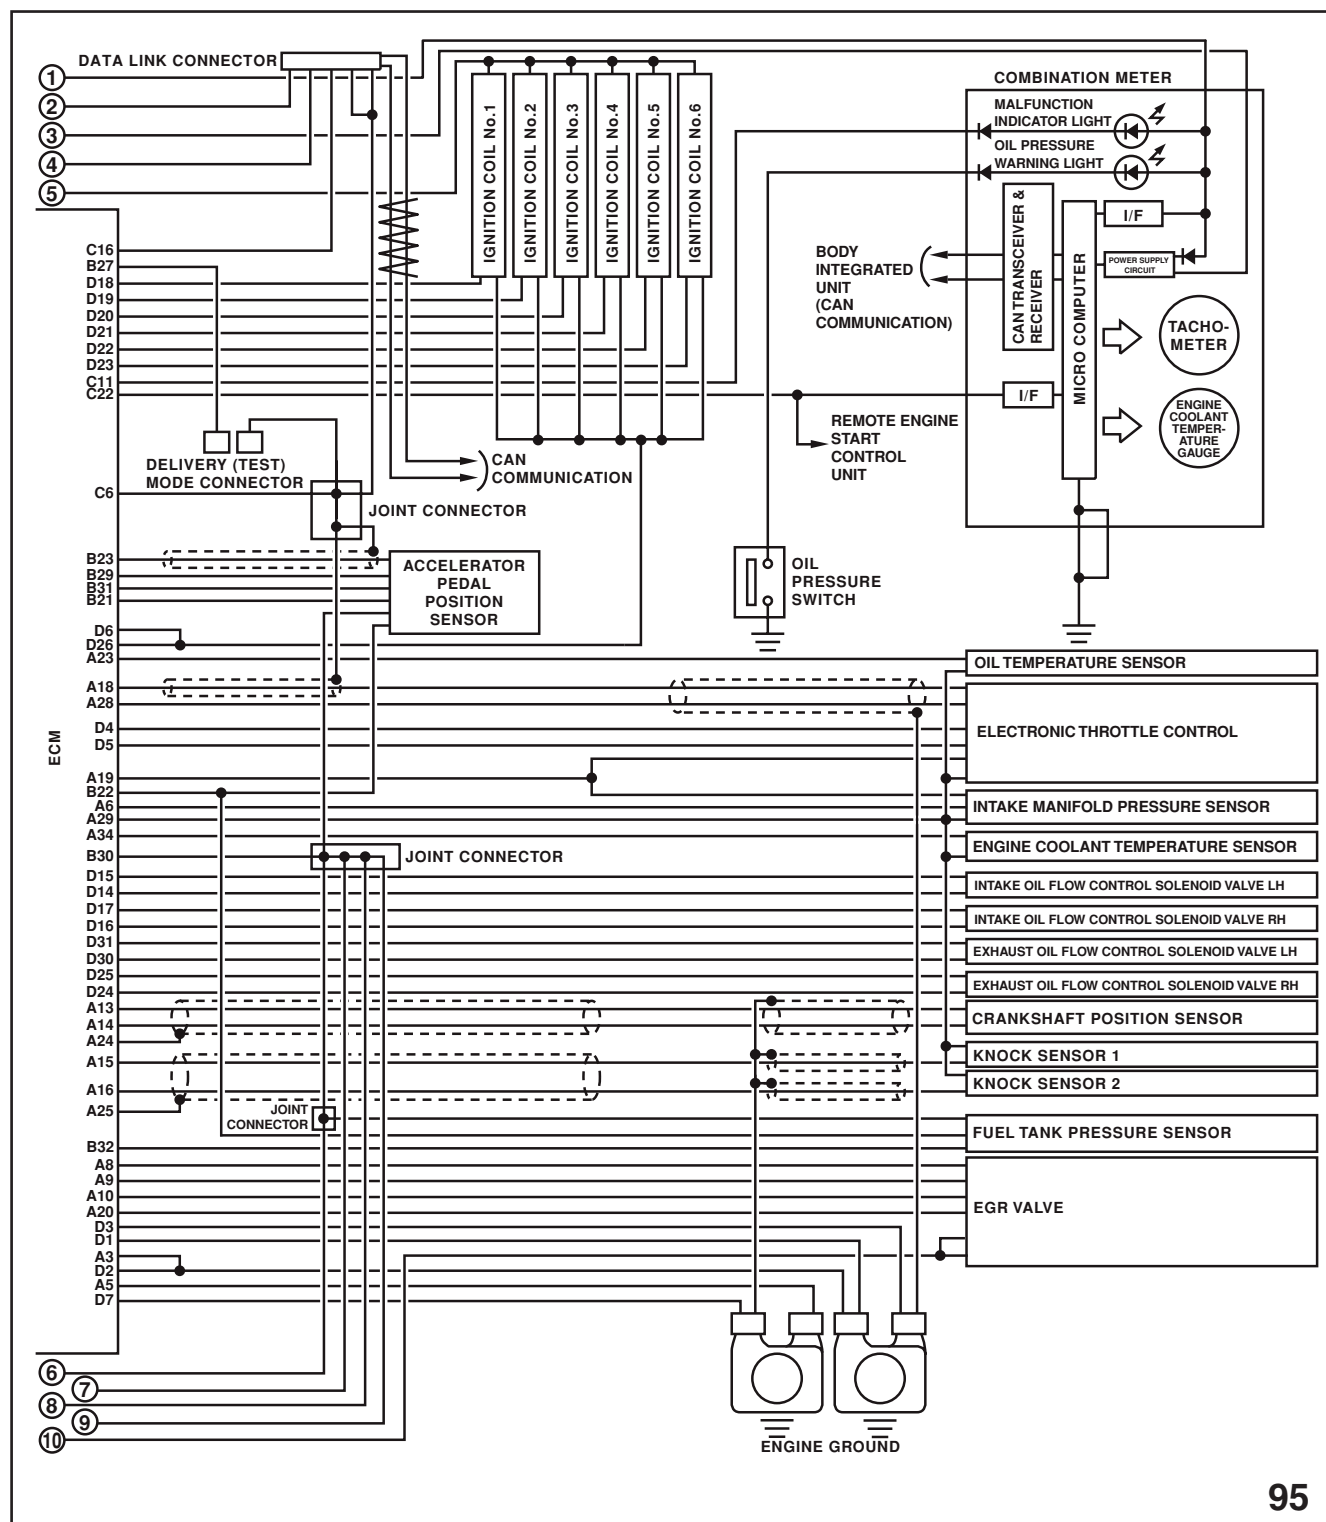 DATA LINK CONNECTOR
1
2
3
4
5
IGNITION COIL No.1
IGNITION COIL No.2
IGNITION COIL No.3
IGNITION COIL No.4
IGNITION COIL No.5
IGNITION COIL No.6
COMBINATION METER
MALFUNCTION
INDICATOR LIGHT
OIL PRESSURE
WARNING LIGHT
CAN TRANSCEIVER &
RECEIVER
MICRO COMPUTER
I/F
POWER SUPPLY
CIRCUIT
TACHO-
METER
I/F
ENGINE
COOLANT
TEMPER-
ATURE
GAUGE
BODY
INTEGRATED
UNIT
(CAN
COMMUNICATION)
REMOTE ENGINE
START
CONTROL
UNIT
C16
B27
D18
D19
D20
D21
D22
D23
C11
C22
DELIVERY (TEST)
MODE CONNECTOR
CAN
COMMUNICATION
C6
JOINT CONNECTOR
B23
B29
B31
B21
ACCELERATOR
PEDAL
POSITION
SENSOR
OIL
PRESSURE
SWITCH
D6
D26
A23
A18
A28
D4
D5
ECM
A19
B22
A6
A29
A34
B30
JOINT CONNECTOR
D15
D14
D17
D16
D31
D30
D25
D24
A13
A14
A24
A15
A16
A25
JOINT
CONNECTOR
B32
A8
A9
A10
A20
D3
D1
A3
D2
A5
D7
OIL TEMPERATURE SENSOR
ELECTRONIC THROTTLE CONTROL
INTAKE MANIFOLD PRESSURE SENSOR
ENGINE COOLANT TEMPERATURE SENSOR
INTAKE OIL FLOW CONTROL SOLENOID VALVE LH
INTAKE OIL FLOW CONTROL SOLENOID VALVE RH
EXHAUST OIL FLOW CONTROL SOLENOID VALVE LH
EXHAUST OIL FLOW CONTROL SOLENOID VALVE RH
CRANKSHAFT POSITION SENSOR
KNOCK SENSOR 1
KNOCK SENSOR 2
FUEL TANK PRESSURE SENSOR
EGR VALVE
6
7
8
9
10
ENGINE GROUND
95